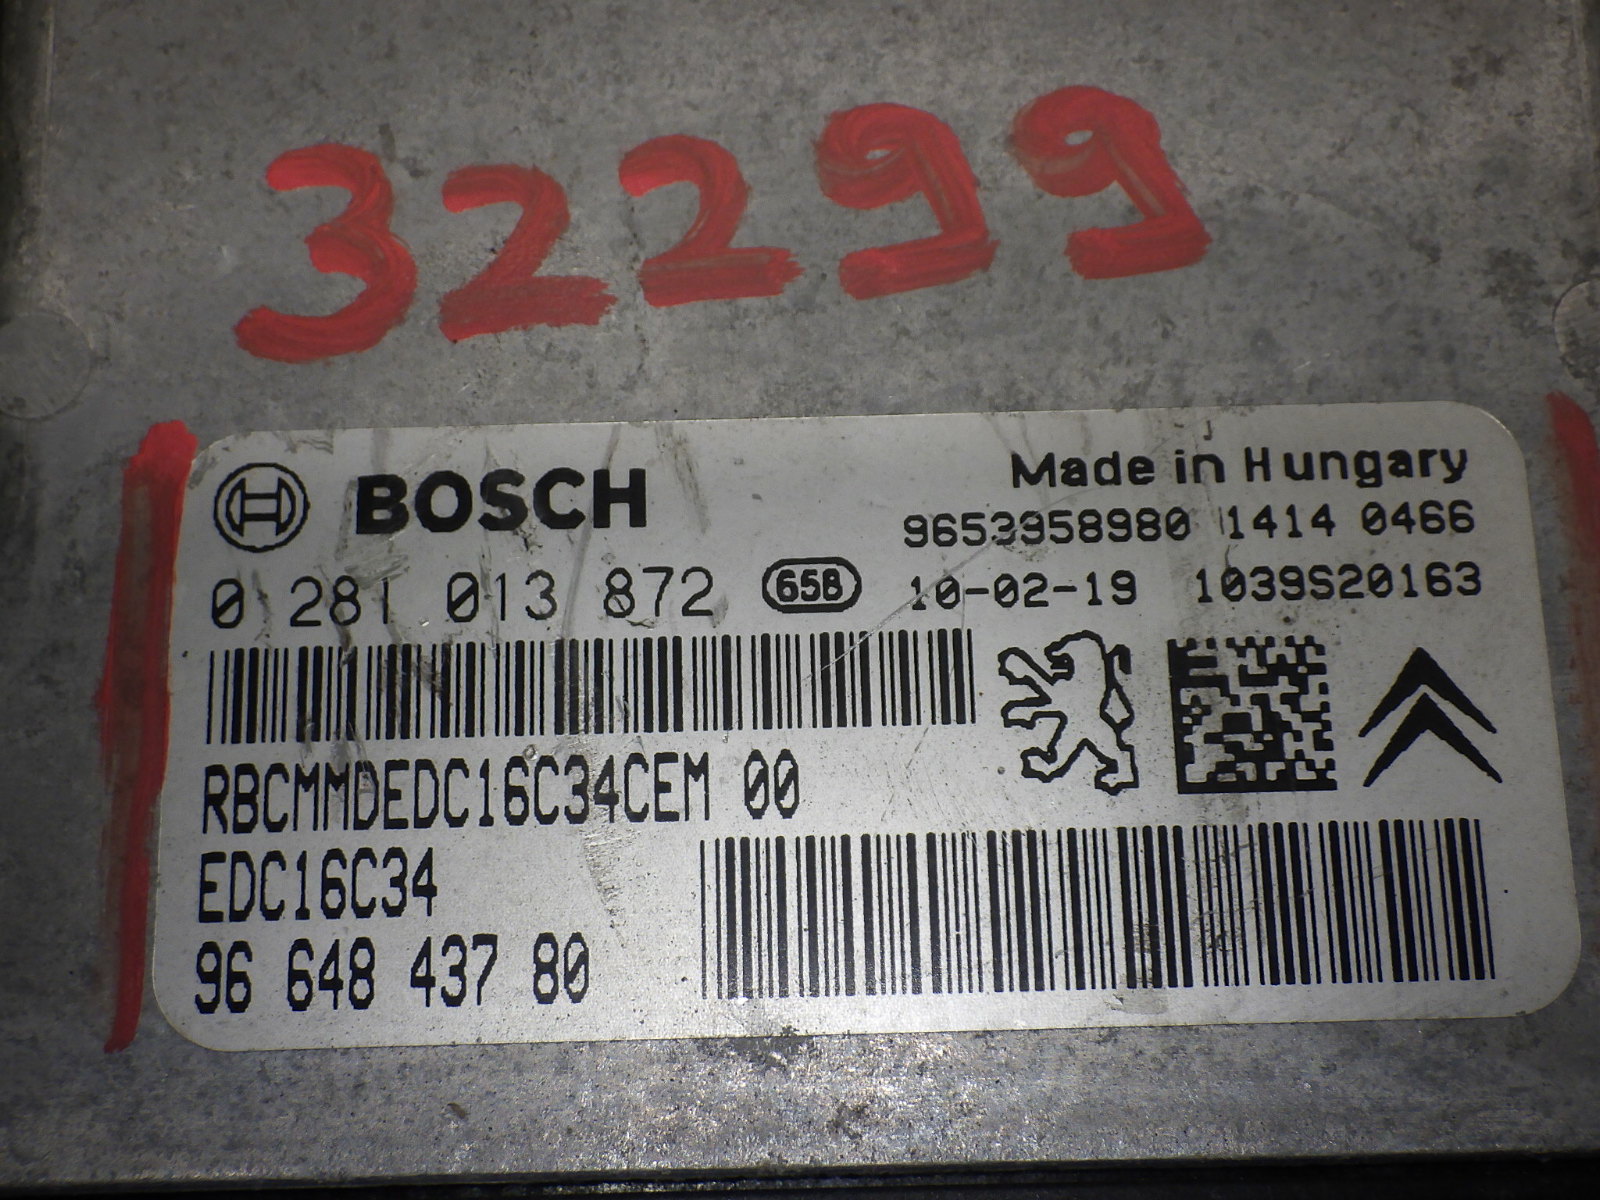 32299
BOSCH
Made in Hungary
9653958980 1414 0466
0 281 013 872 658 10-02-19 1039S20163
RBCMMDEDC16C34CEM 00
EDC16C34
96 648 437 80